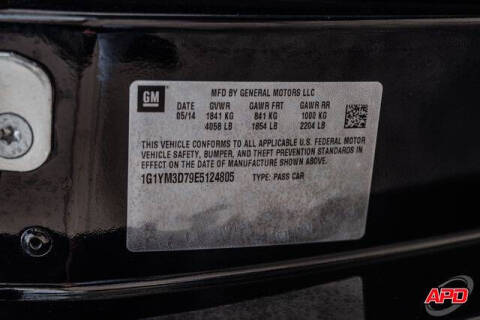 GM
MFD BY GENERAL MOTORS LLC
DATE GVWR GAWR FRT GAWR RR
05/14 1841 KG 841 KG 1000 KG
4058 LB 1854 LB 2204 LB
THIS VEHICLE CONFORMS TO ALL APPLICABLE U.S. FEDERAL MOTOR
VEHICLE SAFETY, BUMPER, AND THEFT PREVENTION STANDARDS
IN EFFECT ON THE DATE OF MANUFACTURE SHOWN ABOVE.
1G1YM3D79E5124805 TYPE: PASS CAR
APD